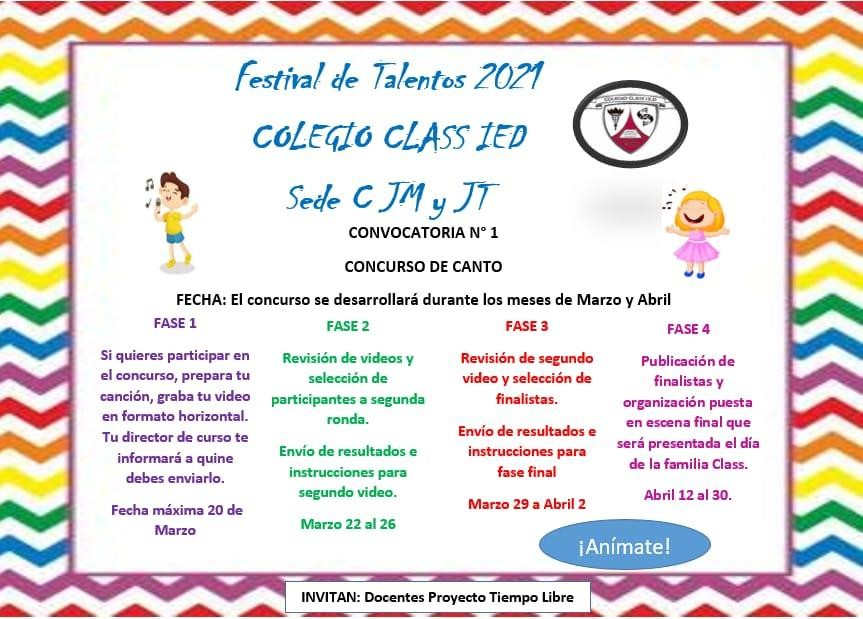 Festival de Talentos 2021
COLEGIO CLASS IED
COLEGIO CLASS I.E.D
Sede C JM y JT
CONVOCATORIA N° 1
CONCURSO DE CANTO
FECHA: El concurso se desarrollará durante los meses de Marzo y Abril
FASE 1
Si quieres participar en
el concurso, prepara tu
canción, graba tu video
en formato horizontal.
Tu director de curso te
informará a quine
debes enviarlo.
Fecha máxima 20 de
Marzo
FASE 2
Revisión de videos y
selección de
participantes a segunda
ronda.
Envío de resultados e
instrucciones para
segundo video.
Marzo 22 al 26
FASE 3
Revisión de segundo
video y selección de
finalistas.
Envío de resultados e
instrucciones para
fase final
Marzo 29 a Abril 2
FASE 4
Publicación de
finalistas y
organización puesta
en escena final que
será presentada el día
de la familia Class.
Abril 12 al 30.
¡Anímate!
INVITAN: Docentes Proyecto Tiempo Libre